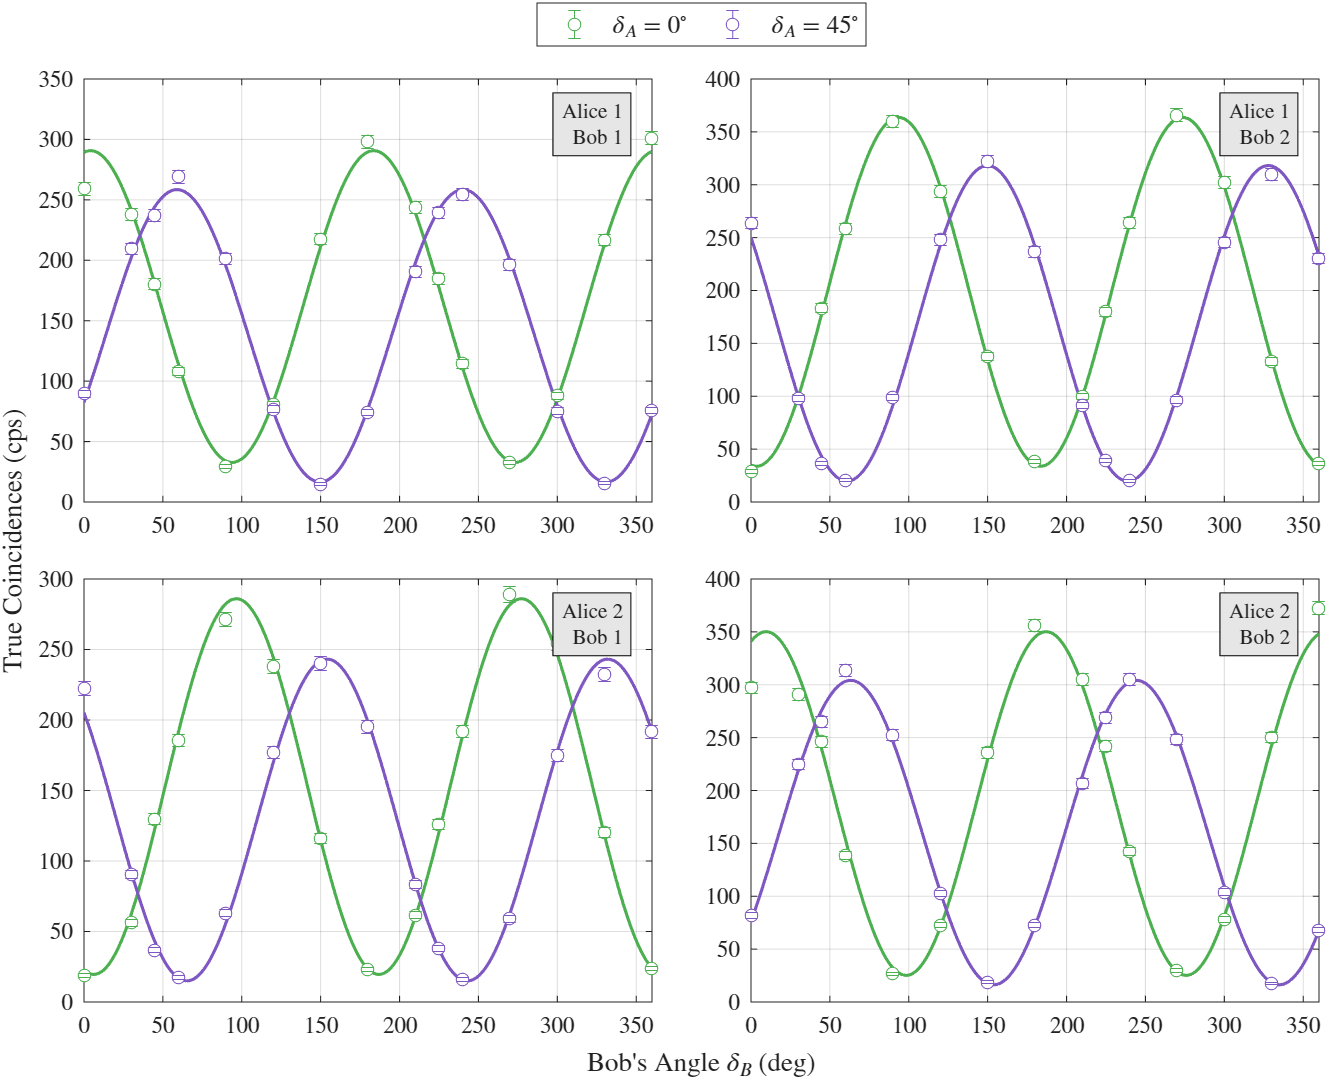 δ_A = 0° δ_A = 45°
350
300
250
200
150
100
50
0
0 50 100 150 200 250 300 350
Alice 1
Bob 1
400
350
300
250
200
150
100
50
0
0 50 100 150 200 250 300 350
Alice 1
Bob 2
True Coincidences (cps)
300
250
200
150
100
50
0
0 50 100 150 200 250 300 350
Alice 2
Bob 1
400
350
300
250
200
150
100
50
0
0 50 100 150 200 250 300 350
Alice 2
Bob 2
Bob's Angle δ_B (deg)